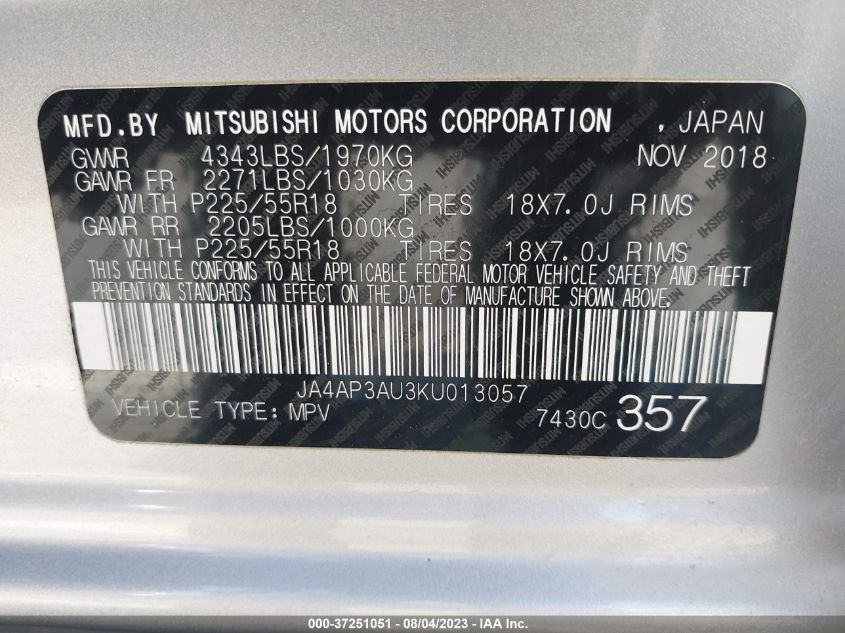 MFD.BY MITSUBISHI MOTORS CORPORATION , JAPAN
GVWR 4343LBS/1970KG NOV 2018
GAWR FR 2271LBS/1030KG
WITH P225/55R18 TIRES 18X7.0J RIMS
GAWR RR 2205LBS/1000KG
WITH P225/55R18 TIRES 18X7.0J RIMS
THIS VEHICLE CONFORMS TO ALL APPLICABLE FEDERAL MOTOR VEHICLE SAFETY AND THEFT
PREVENTION STANDARDS IN EFFECT ON THE DATE OF MANUFACTURE SHOWN ABOVE.
JA4AP3AU3KU013057
VEHICLE TYPE: MPV 7430C 357
000-37251051 - 08/04/2023 - IAA Inc.